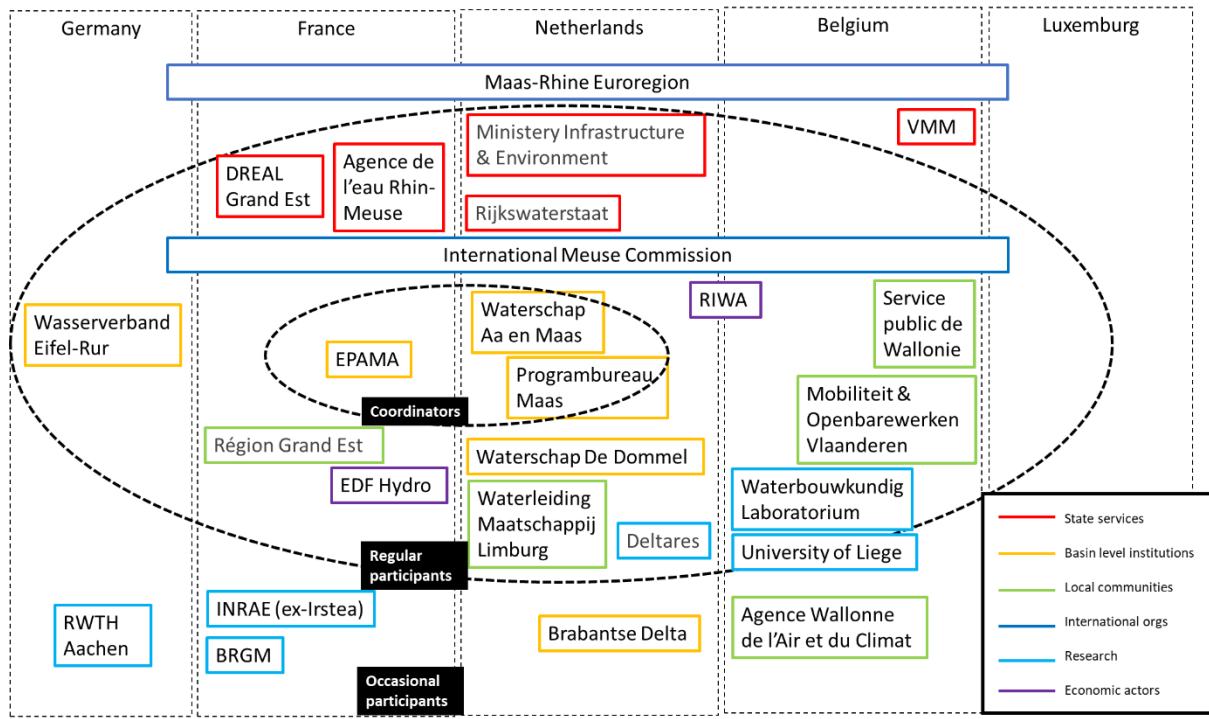 Germany
France
Netherlands
Belgium
Luxemburg
Maas-Rhine Euroregion
DREAL
Grand Est
Agence de
l'eau Rhin-
Meuse
Ministery Infrastructure
& Environment
Rijkswaterstaat
VMM
International Meuse Commission
Wasserverband
Eifel-Rur
EPAMA
Waterschap
Aa en Maas
Programbureau
Maas
Coordinators
RIWA
Service
public de
Wallonie
Mobiliteit &
Openbarewerken
Vlaanderen
Région Grand Est
EDF Hydro
Waterschap De Dommel
Waterleiding
Maatschappij
Limburg
Deltares
Waterbouwkundig
Laboratorium
University of Liege
Regular
participants
RWTH
Aachen
INRAE (ex-Irstea)
BRGM
Brabantse Delta
Agence Wallonne
de l'Air et du Climat
Occasional
participants
State services
Basin level institutions
Local communities
International orgs
Research
Economic actors